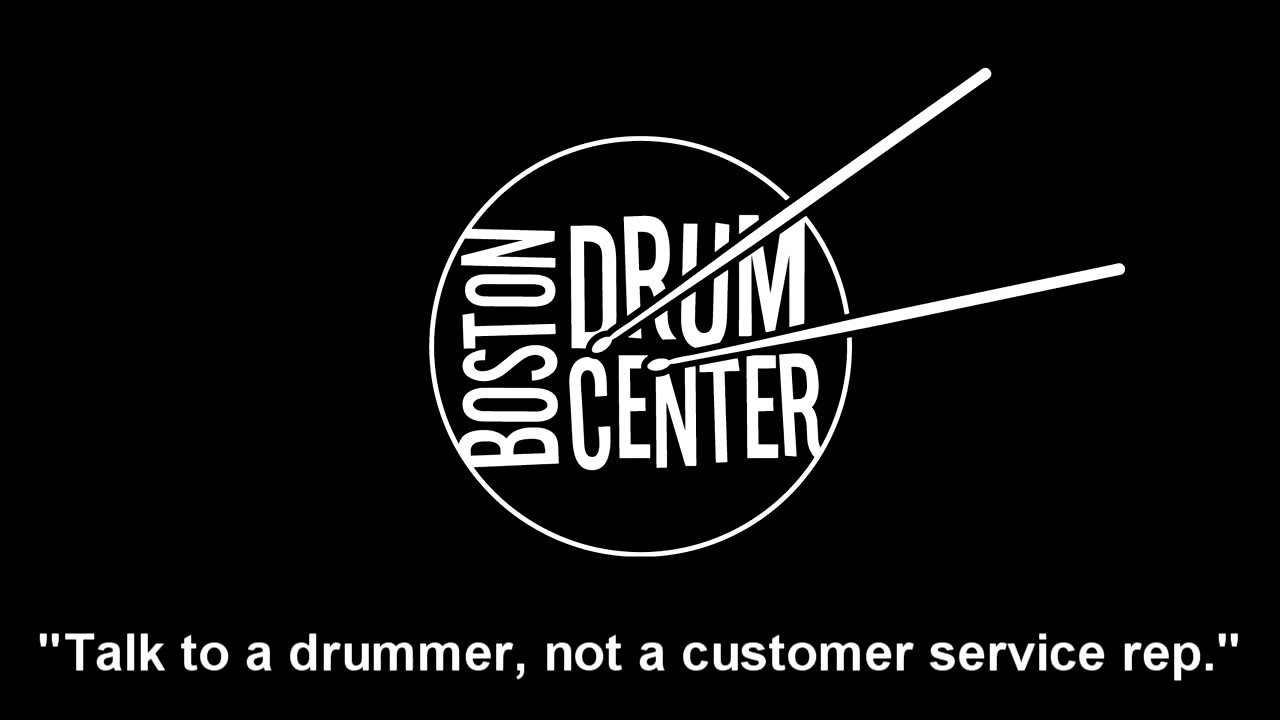 BOSTON
DRUM
CENTER
"Talk to a drummer, not a customer service rep."